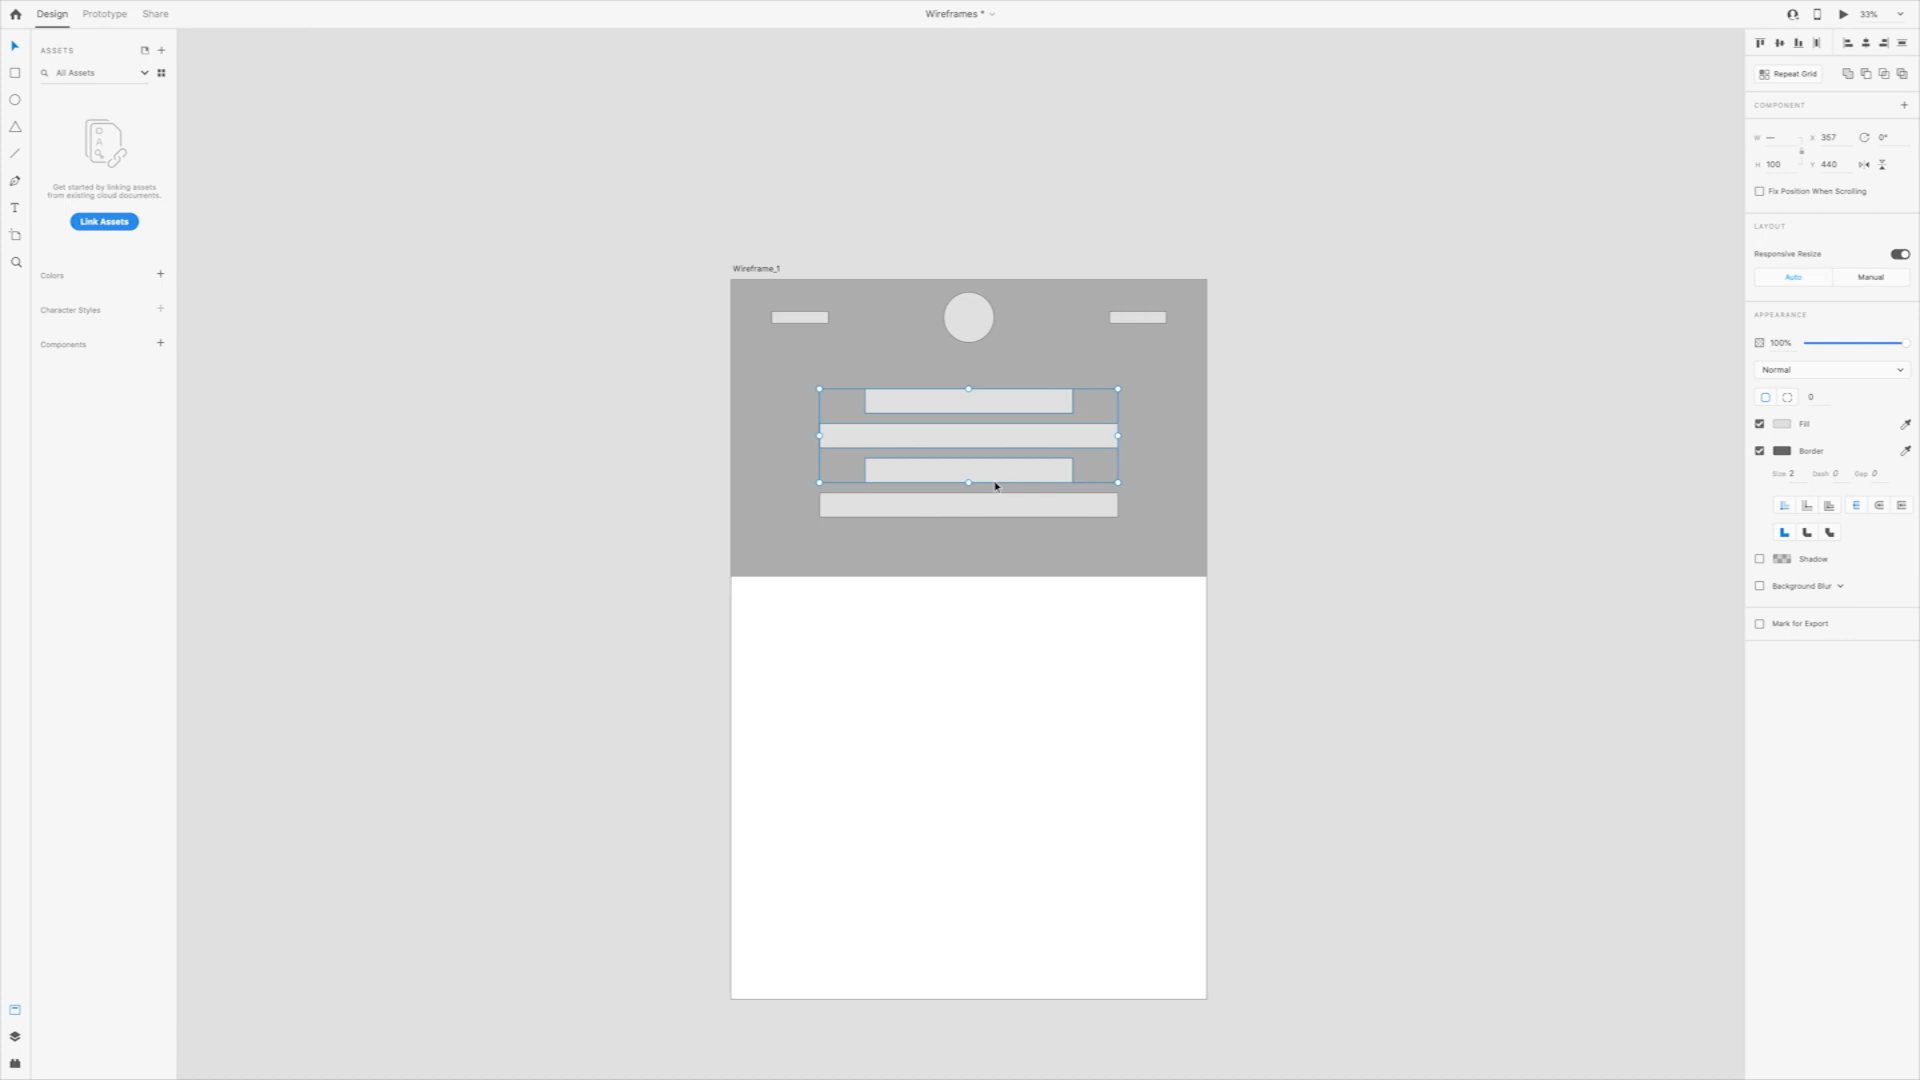 Design Prototype Share Wireframes * 33%
ASSETS
All Assets
A
Get started by linking assets
from existing cloud documents.
Link Assets
Colors
Character Styles
Components
Wireframe_1
Repeat Grid
COMPONENT
W — X 357 0°
H 100 Y 440
Fix Position When Scrolling
LAYOUT
Responsive Resize
Auto Manual
APPEARANCE
100%
Normal
0
Fill
Border
Size 2 Dash 0 Gap 0
Shadow
Background Blur
Mark for Export